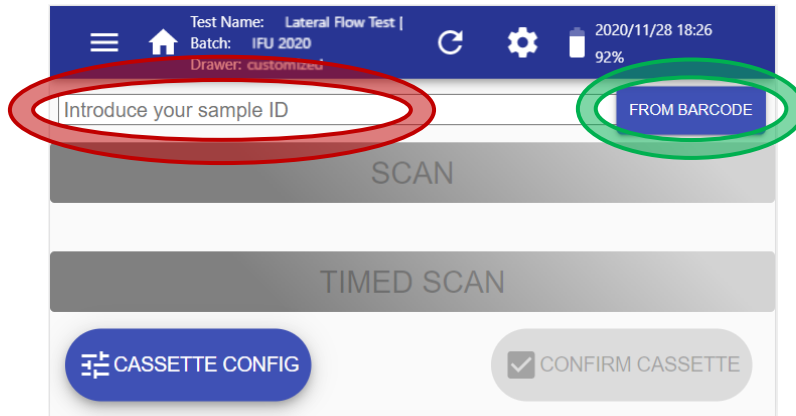 Test Name: Lateral Flow Test |
Batch: IFU 2020
Drawer: customized
2020/11/28 18:26
92%
Introduce your sample ID
FROM BARCODE
SCAN
TIMED SCAN
CASSETTE CONFIG
CONFIRM CASSETTE